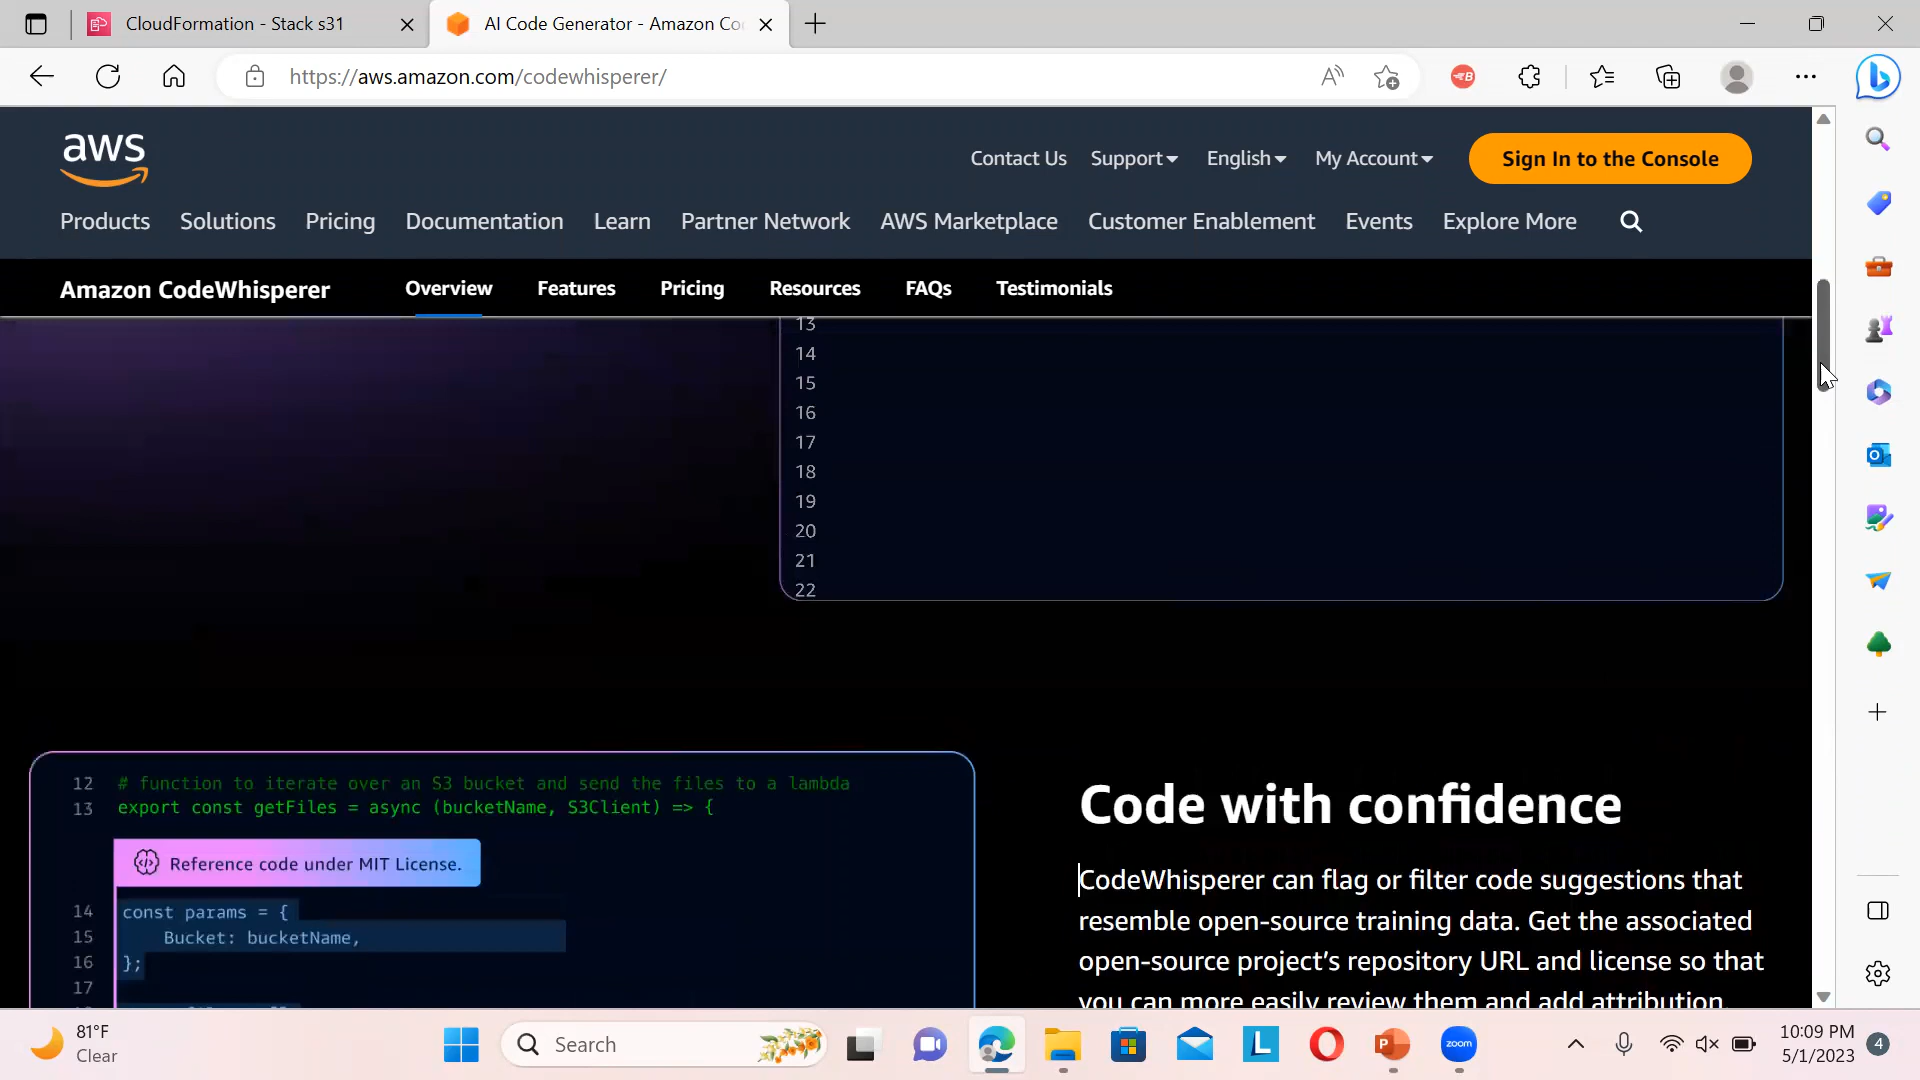 CloudFormation - Stack s31
AI Code Generator - Amazon Co
https://aws.amazon.com/codewhisperer/
aws
Contact Us Support English My Account Sign In to the Console
Products Solutions Pricing Documentation Learn Partner Network AWS Marketplace Customer Enablement Events Explore More
Amazon CodeWhisperer Overview Features Pricing Resources FAQs Testimonials
13
14
15
16
17
18
19
20
21
22
12 # function to iterate over an S3 bucket and send the files to a lambda
13 export const getFiles = async (bucketName, S3Client) => {
Reference code under MIT License.
14 const params = {
15 Bucket: bucketName,
16 };
17
Code with confidence
CodeWhisperer can flag or filter code suggestions that
resemble open-source training data. Get the associated
open-source project's repository URL and license so that
you can more easily review them and add attribution.
81°F
Clear
Search
zoom
10:09 PM
5/1/2023
4